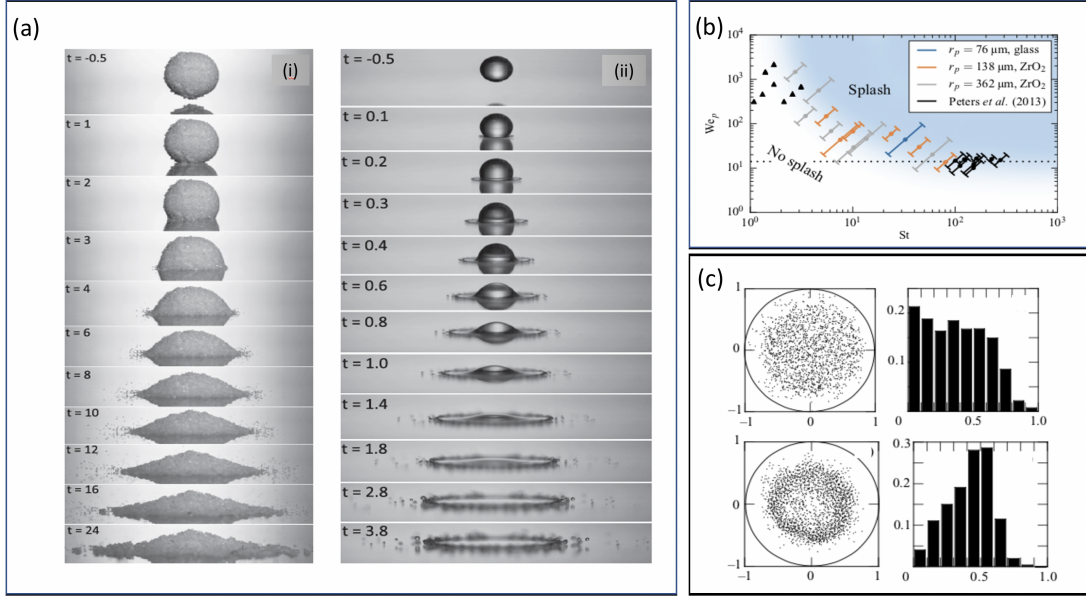 (a)
(i)
t = -0.5
t = 1
t = 2
t = 3
t = 4
t = 6
t = 8
t = 10
t = 12
t = 16
t = 24
(ii)
t = -0.5
t = 0.1
t = 0.2
t = 0.3
t = 0.4
t = 0.6
t = 0.8
t = 1.0
t = 1.4
t = 1.8
t = 2.8
t = 3.8
(b)
10⁴
10³
10²
10¹
10⁰
We_p
r_p = 76 µm, glass
r_p = 138 µm, ZrO₂
r_p = 362 µm, ZrO₂
Peters et al. (2013)
Splash
No splash
10⁰ 10¹ 10² 10³
St
(c)
1
0
−1
−1 0 1
0.2
0.1
0 0.5 1.0
1
0
−1
−1 0 1
)
0.3
0.2
0.1
0 0.5 1.0